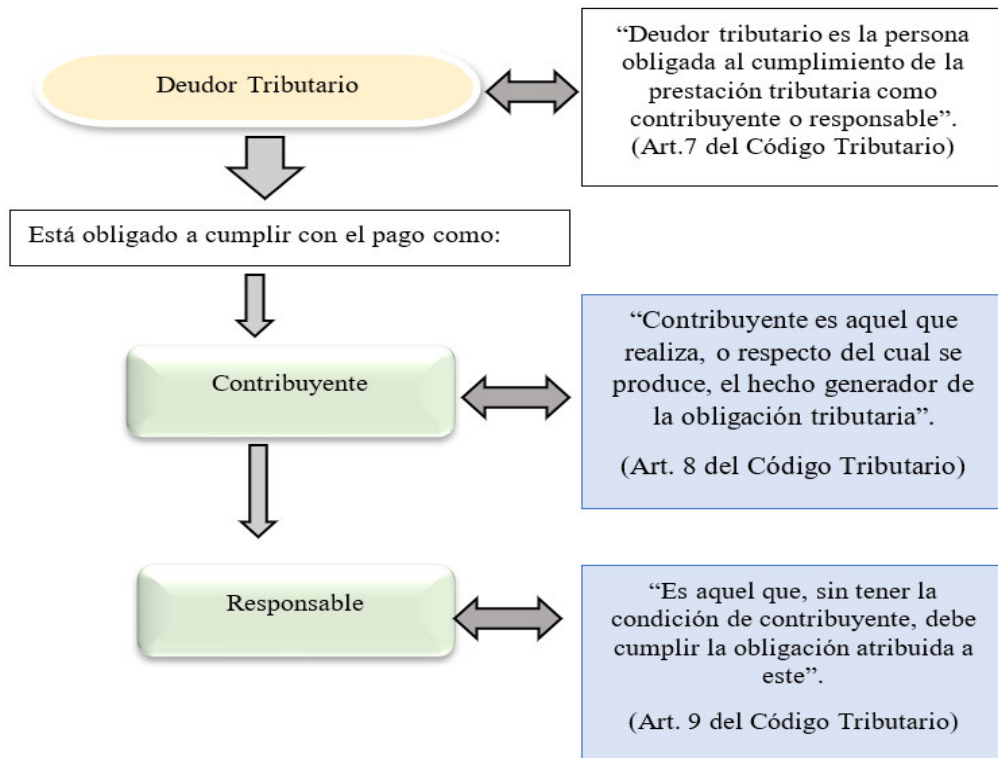 Deudor Tributario
“Deudor tributario es la persona
obligada al cumplimiento de la
prestación tributaria como
contribuyente o responsable”.
(Art.7 del Código Tributario)
Está obligado a cumplir con el pago como:
Contribuyente
“Contribuyente es aquel que
realiza, o respecto del cual se
produce, el hecho generador de
la obligación tributaria”.
(Art. 8 del Código Tributario)
Responsable
“Es aquel que, sin tener la
condición de contribuyente, debe
cumplir la obligación atribuida a
este”.
(Art. 9 del Código Tributario)